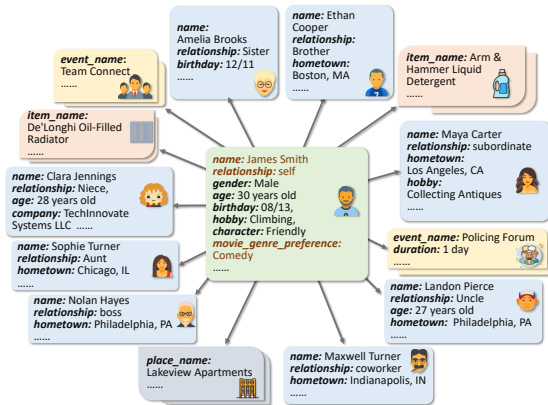 name:
Amelia Brooks
relationship: Sister
birthday: 12/11
......
name: Ethan
Cooper
relationship:
Brother
hometown:
Boston, MA
......
event_name:
Team Connect
......
item_name: Arm &
Hammer Liquid
Detergent
......
item_name:
De'Longhi Oil-Filled
Radiator
......
name: Maya Carter
relationship: subordinate
hometown:
Los Angeles, CA
hobby:
Collecting Antiques
......
name: James Smith
relationship: self
gender: Male
age: 30 years old
birthday: 08/13,
hobby: Climbing,
character: Friendly
movie_genre_preference:
Comedy
......
name: Clara Jennings
relationship: Niece,
age: 28 years old
company: TechInnovate
Systems LLC ......
name: Sophie Turner
relationship: Aunt
hometown: Chicago, IL
......
event_name: Policing Forum
duration: 1 day
......
name: Nolan Hayes
relationship: boss
hometown: Philadelphia, PA
......
name: Landon Pierce
relationship: Uncle
age: 27 years old
hometown: Philadelphia, PA
......
place_name:
Lakeview Apartments
......
name: Maxwell Turner
relationship: coworker
hometown: Indianapolis, IN
......